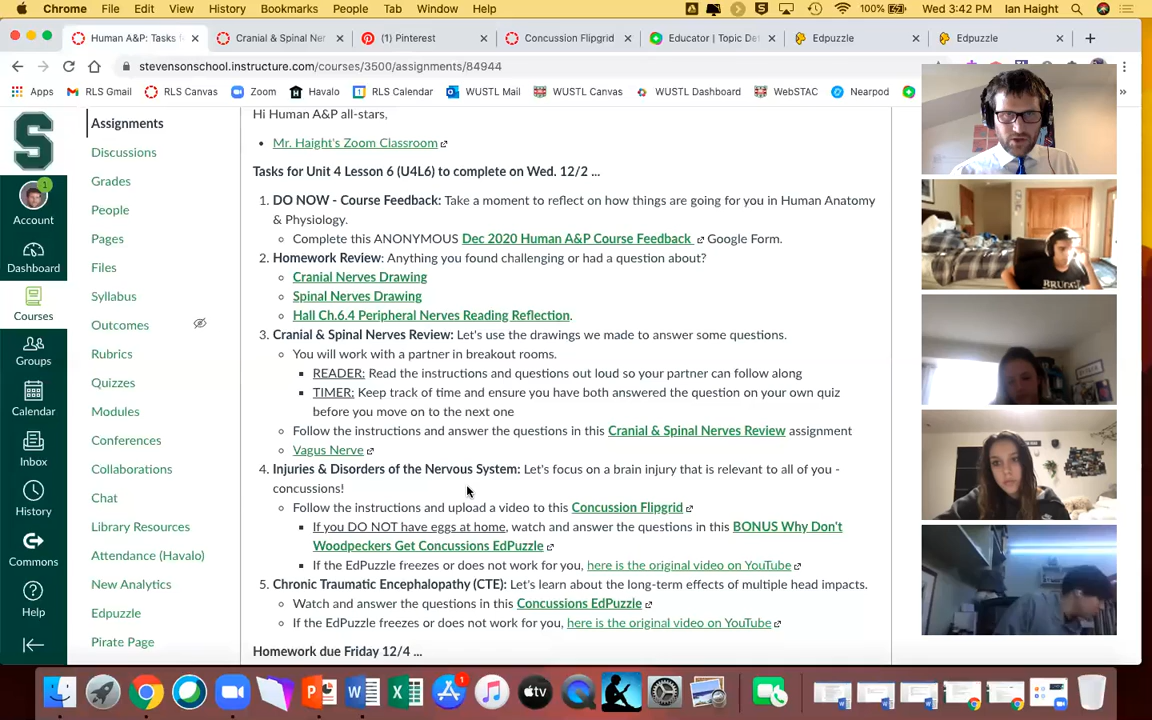 Chrome File Edit View History Bookmarks People Tab Window Help 100% Wed 3:42 PM Ian Haight
Human A&P: Tasks f Cranial & Spinal Ner (1) Pinterest Concussion Flipgrid Educator | Topic De Edpuzzle Edpuzzle
stevensonschool.instructure.com/courses/3500/assignments/84944
Apps RLS Gmail RLS Canvas Zoom Havalo RLS Calendar WUSTL Mail WUSTL Canvas WUSTL Dashboard WebSTAC Nearpod
Account
Dashboard
Courses
Groups
Calendar
Inbox
History
Commons
Help
Assignments
Discussions
Grades
People
Pages
Files
Syllabus
Outcomes
Rubrics
Quizzes
Modules
Conferences
Collaborations
Chat
Library Resources
Attendance (Havalo)
New Analytics
Edpuzzle
Pirate Page
Hi Human A&P all-stars,
• Mr. Haight's Zoom Classroom
Tasks for Unit 4 Lesson 6 (U4L6) to complete on Wed. 12/2 ...
1. DO NOW - Course Feedback: Take a moment to reflect on how things are going for you in Human Anatomy
& Physiology.
Complete this ANONYMOUS Dec 2020 Human A&P Course Feedback Google Form.
2. Homework Review: Anything you found challenging or had a question about?
Cranial Nerves Drawing
Spinal Nerves Drawing
Hall Ch.6.4 Peripheral Nerves Reading Reflection.
3. Cranial & Spinal Nerves Review: Let's use the drawings we made to answer some questions.
You will work with a partner in breakout rooms.
READER: Read the instructions and questions out loud so your partner can follow along
TIMER: Keep track of time and ensure you have both answered the question on your own quiz
before you move on to the next one
Follow the instructions and answer the questions in this Cranial & Spinal Nerves Review assignment
Vagus Nerve
4. Injuries & Disorders of the Nervous System: Let's focus on a brain injury that is relevant to all of you -
concussions!
Follow the instructions and upload a video to this Concussion Flipgrid
If you DO NOT have eggs at home, watch and answer the questions in this BONUS Why Don't
Woodpeckers Get Concussions EdPuzzle
If the EdPuzzle freezes or does not work for you, here is the original video on YouTube
5. Chronic Traumatic Encephalopathy (CTE): Let's learn about the long-term effects of multiple head impacts.
Watch and answer the questions in this Concussions EdPuzzle
If the EdPuzzle freezes or does not work for you, here is the original video on YouTube
Homework due Friday 12/4 ...